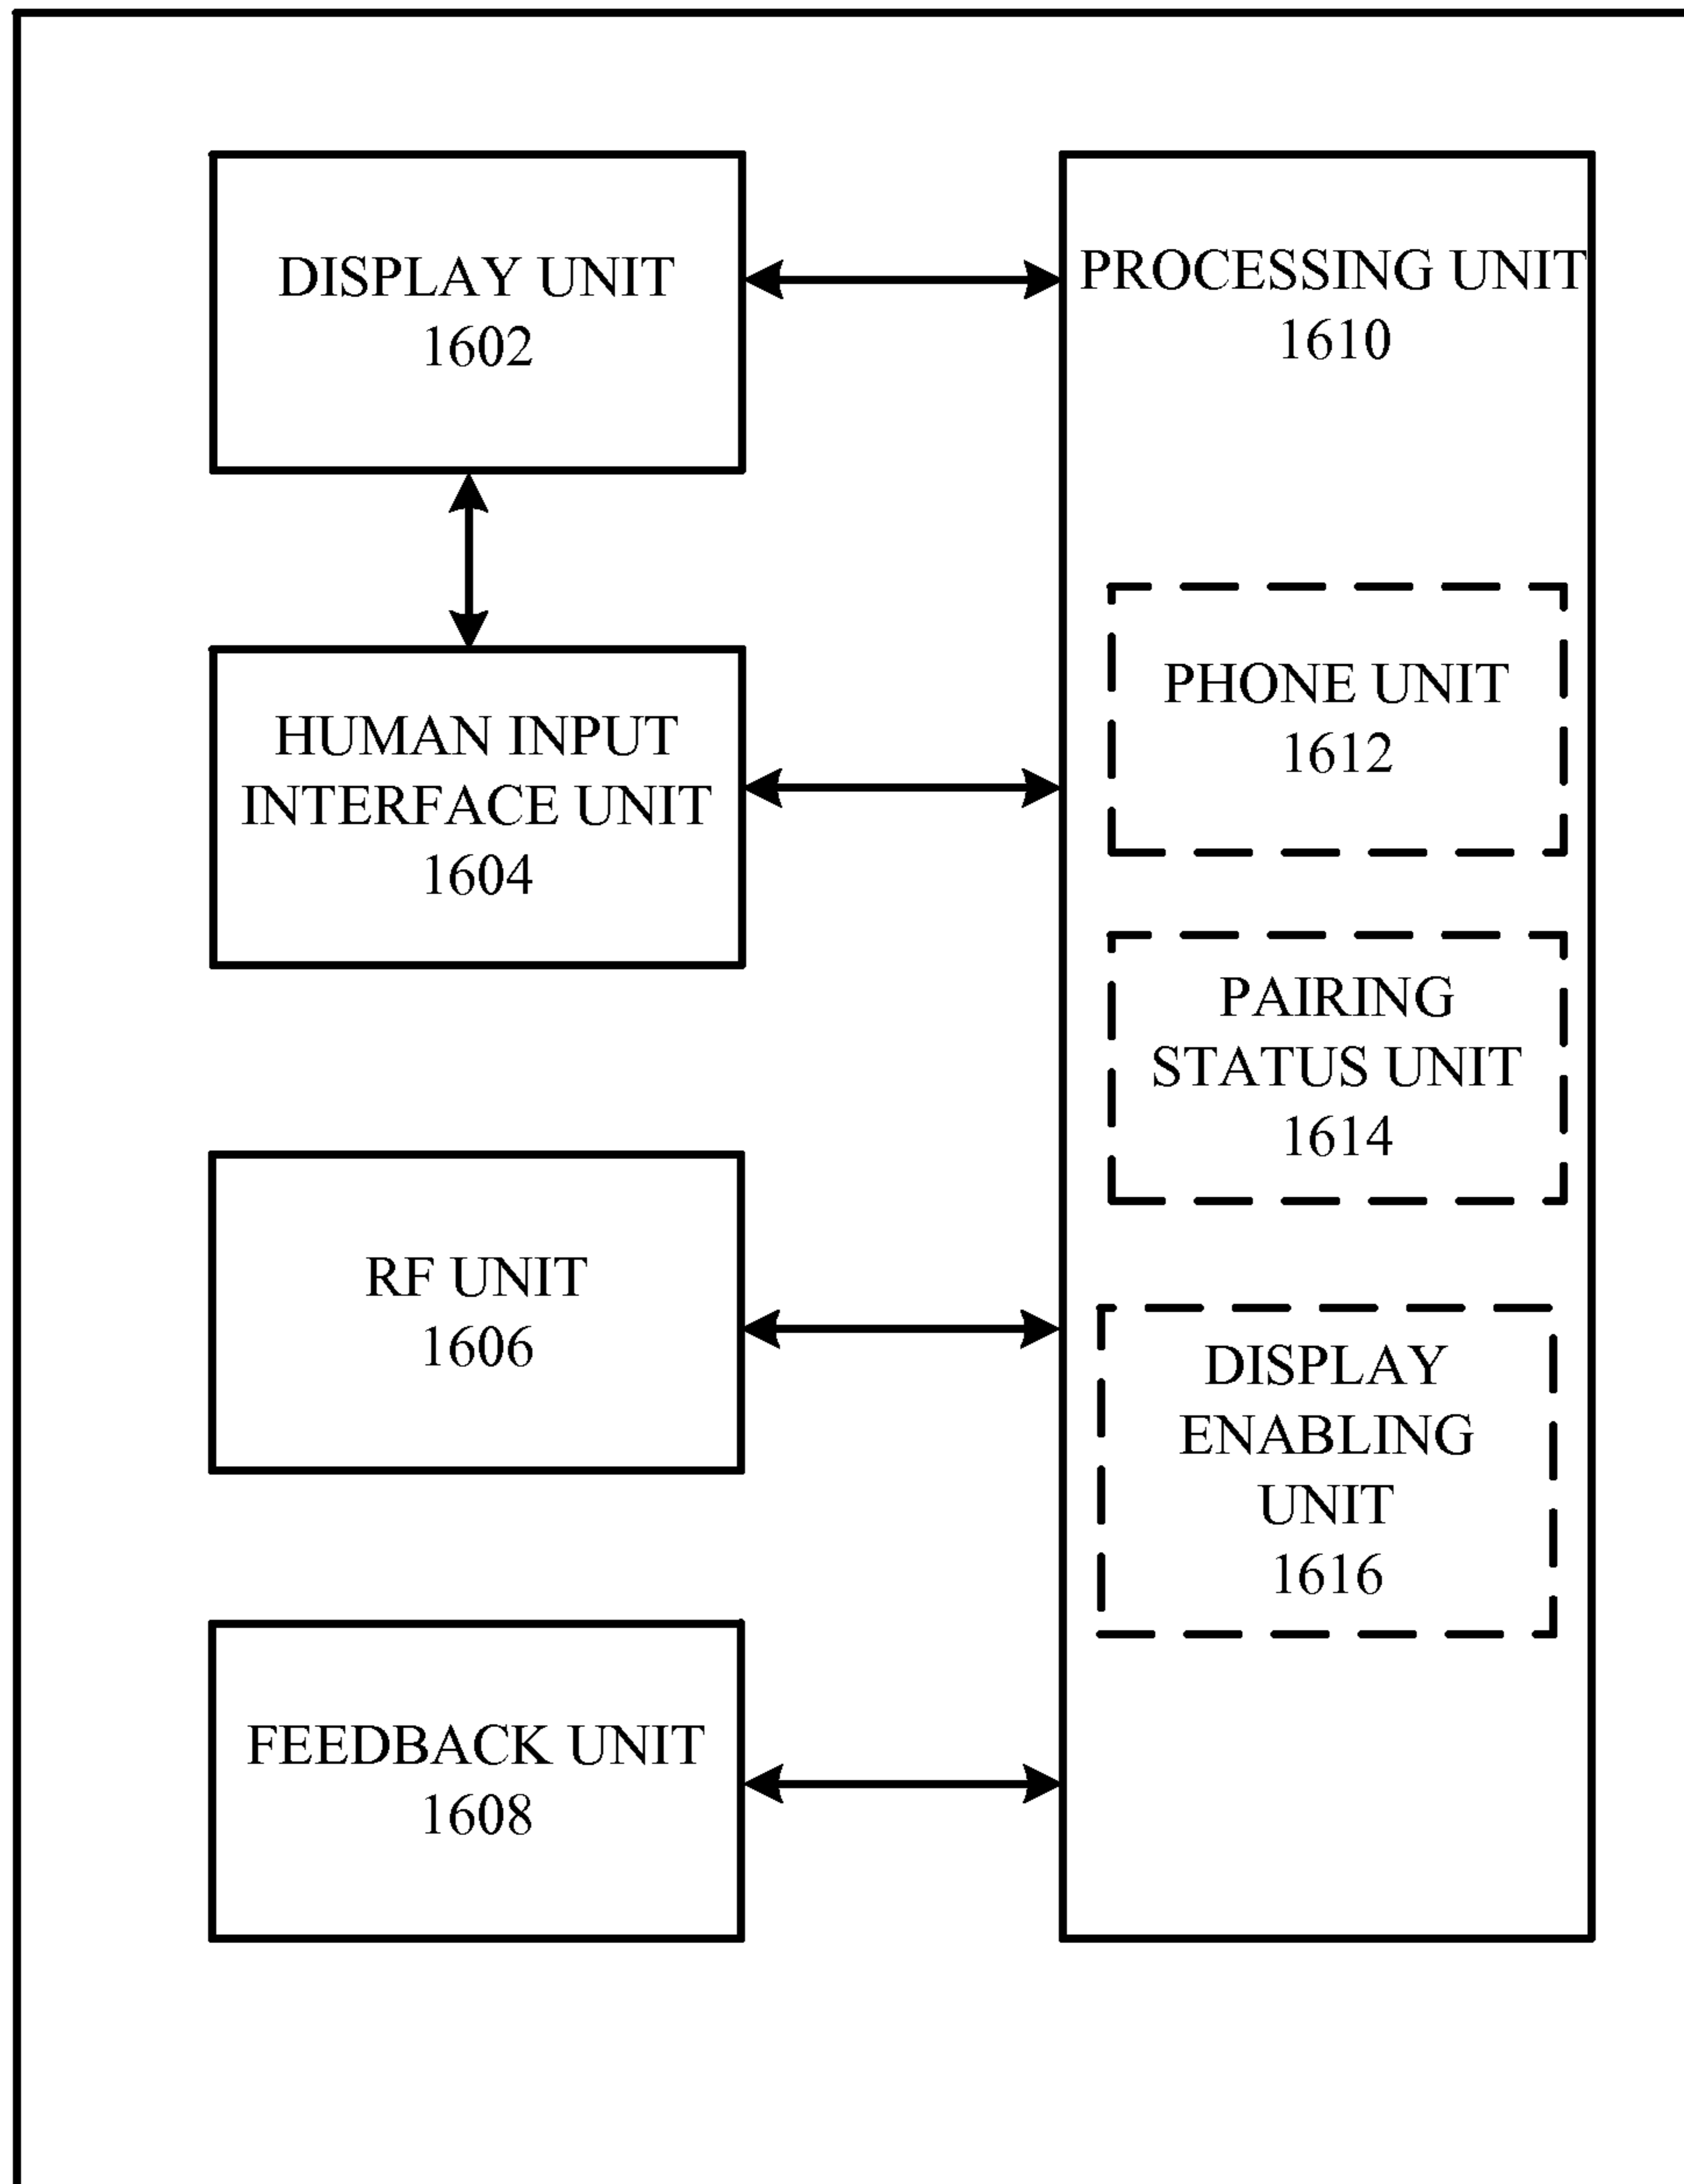 DISPLAY UNIT
1602
PROCESSING UNIT
1610
HUMAN INPUT
INTERFACE UNIT
1604
PHONE UNIT
1612
PAIRING
STATUS UNIT
1614
RF UNIT
1606
DISPLAY
ENABLING
UNIT
1616
FEEDBACK UNIT
1608